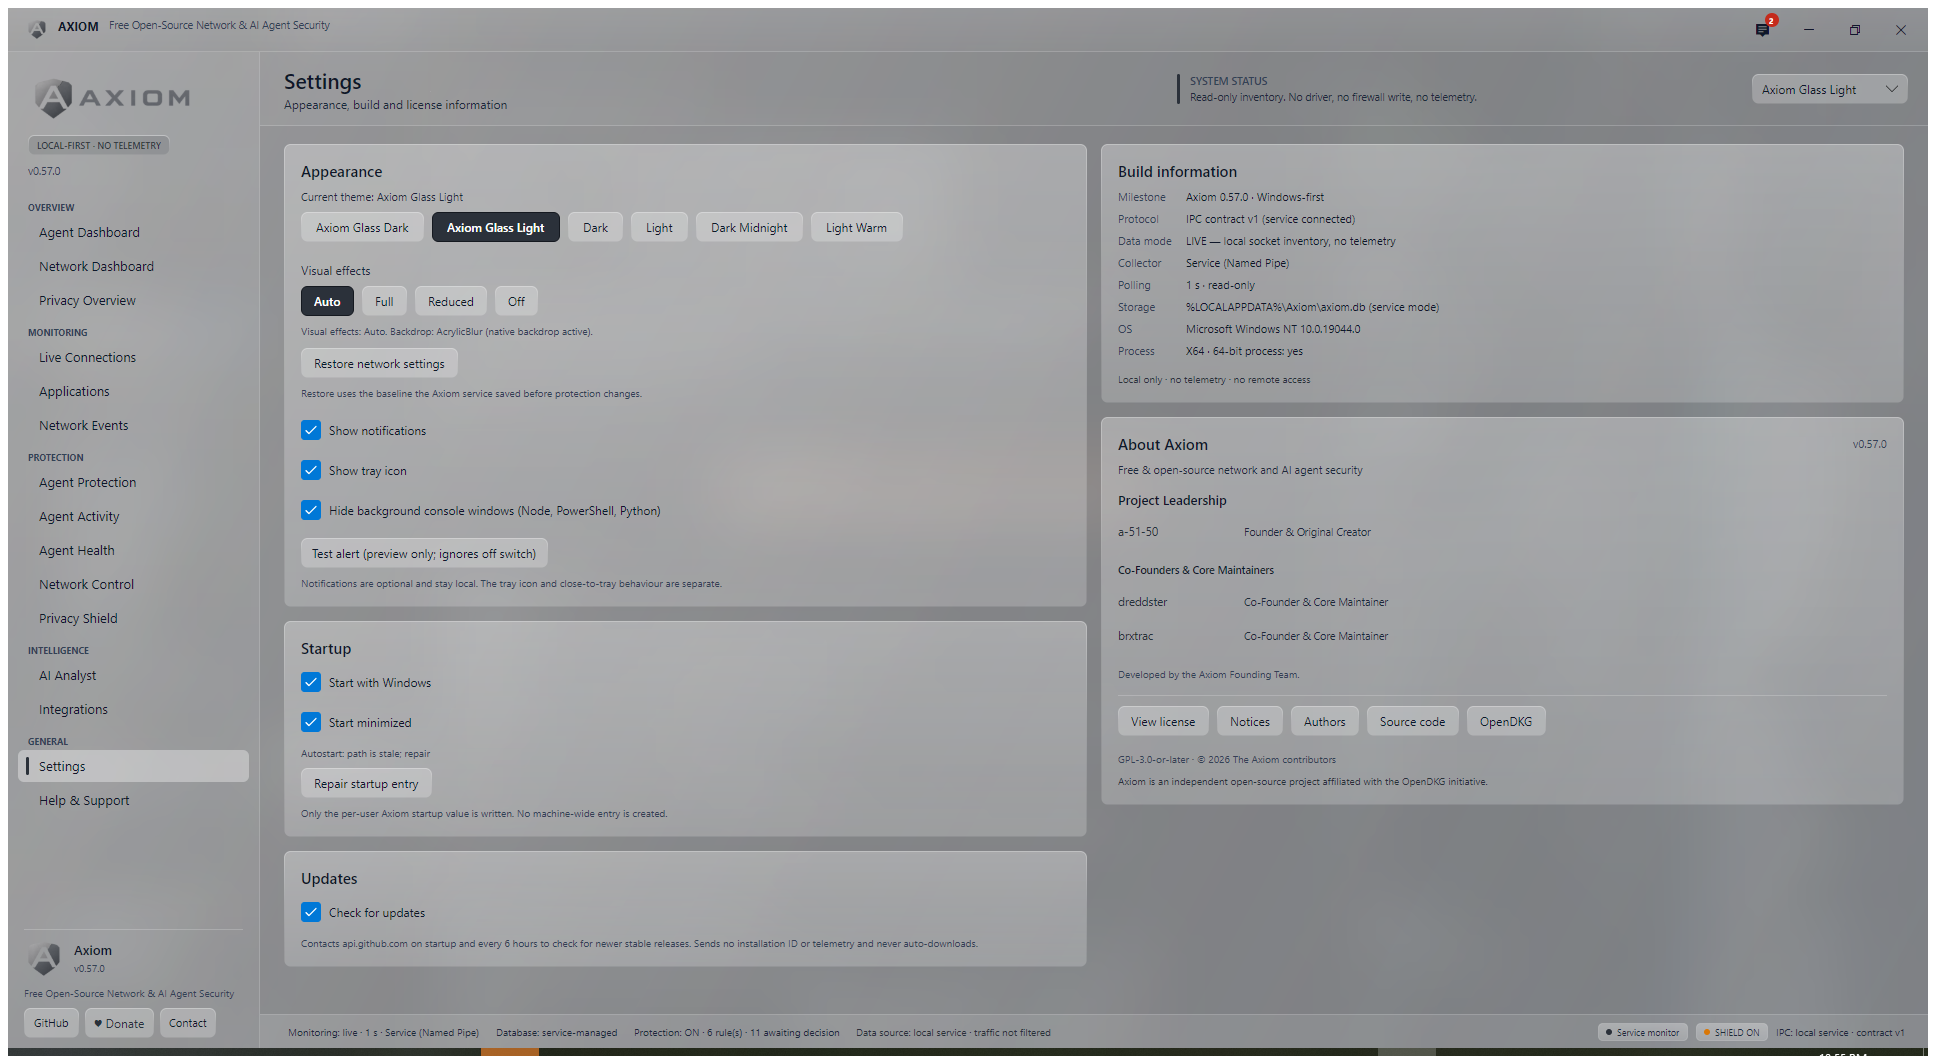 AXIOM Free Open-Source Network & AI Agent Security
2
AXIOM
LOCAL-FIRST · NO TELEMETRY
v0.57.0
OVERVIEW
Agent Dashboard
Network Dashboard
Privacy Overview
MONITORING
Live Connections
Applications
Network Events
PROTECTION
Agent Protection
Agent Activity
Agent Health
Network Control
Privacy Shield
INTELLIGENCE
AI Analyst
Integrations
GENERAL
Settings
Help & Support
Axiom
v0.57.0
Free Open-Source Network & AI Agent Security
GitHub Donate Contact
Settings
Appearance, build and license information
SYSTEM STATUS
Read-only inventory. No driver, no firewall write, no telemetry.
Axiom Glass Light
Appearance
Current theme: Axiom Glass Light
Axiom Glass Dark Axiom Glass Light Dark Light Dark Midnight Light Warm
Visual effects
Auto Full Reduced Off
Visual effects: Auto. Backdrop: AcrylicBlur (native backdrop active).
Restore network settings
Restore uses the baseline the Axiom service saved before protection changes.
Show notifications
Show tray icon
Hide background console windows (Node, PowerShell, Python)
Test alert (preview only; ignores off switch)
Notifications are optional and stay local. The tray icon and close-to-tray behaviour are separate.
Startup
Start with Windows
Start minimized
Autostart: path is stale; repair
Repair startup entry
Only the per-user Axiom startup value is written. No machine-wide entry is created.
Updates
Check for updates
Contacts api.github.com on startup and every 6 hours to check for newer stable releases. Sends no installation ID or telemetry and never auto-downloads.
Build information
Milestone Axiom 0.57.0 · Windows-first
Protocol IPC contract v1 (service connected)
Data mode LIVE — local socket inventory, no telemetry
Collector Service (Named Pipe)
Polling 1 s · read-only
Storage %LOCALAPPDATA%\Axiom\axiom.db (service mode)
OS Microsoft Windows NT 10.0.19044.0
Process X64 · 64-bit process: yes
Local only · no telemetry · no remote access
About Axiom v0.57.0
Free & open-source network and AI agent security
Project Leadership
a-51-50 Founder & Original Creator
Co-Founders & Core Maintainers
dreddster Co-Founder & Core Maintainer
brxtrac Co-Founder & Core Maintainer
Developed by the Axiom Founding Team.
View license Notices Authors Source code OpenDKG
GPL-3.0-or-later · © 2026 The Axiom contributors
Axiom is an independent open-source project affiliated with the OpenDKG initiative.
Monitoring: live · 1 s · Service (Named Pipe) Database: service-managed Protection: ON · 6 rule(s) · 11 awaiting decision Data source: local service · traffic not filtered
Service monitor SHIELD ON IPC: local service · contract v1